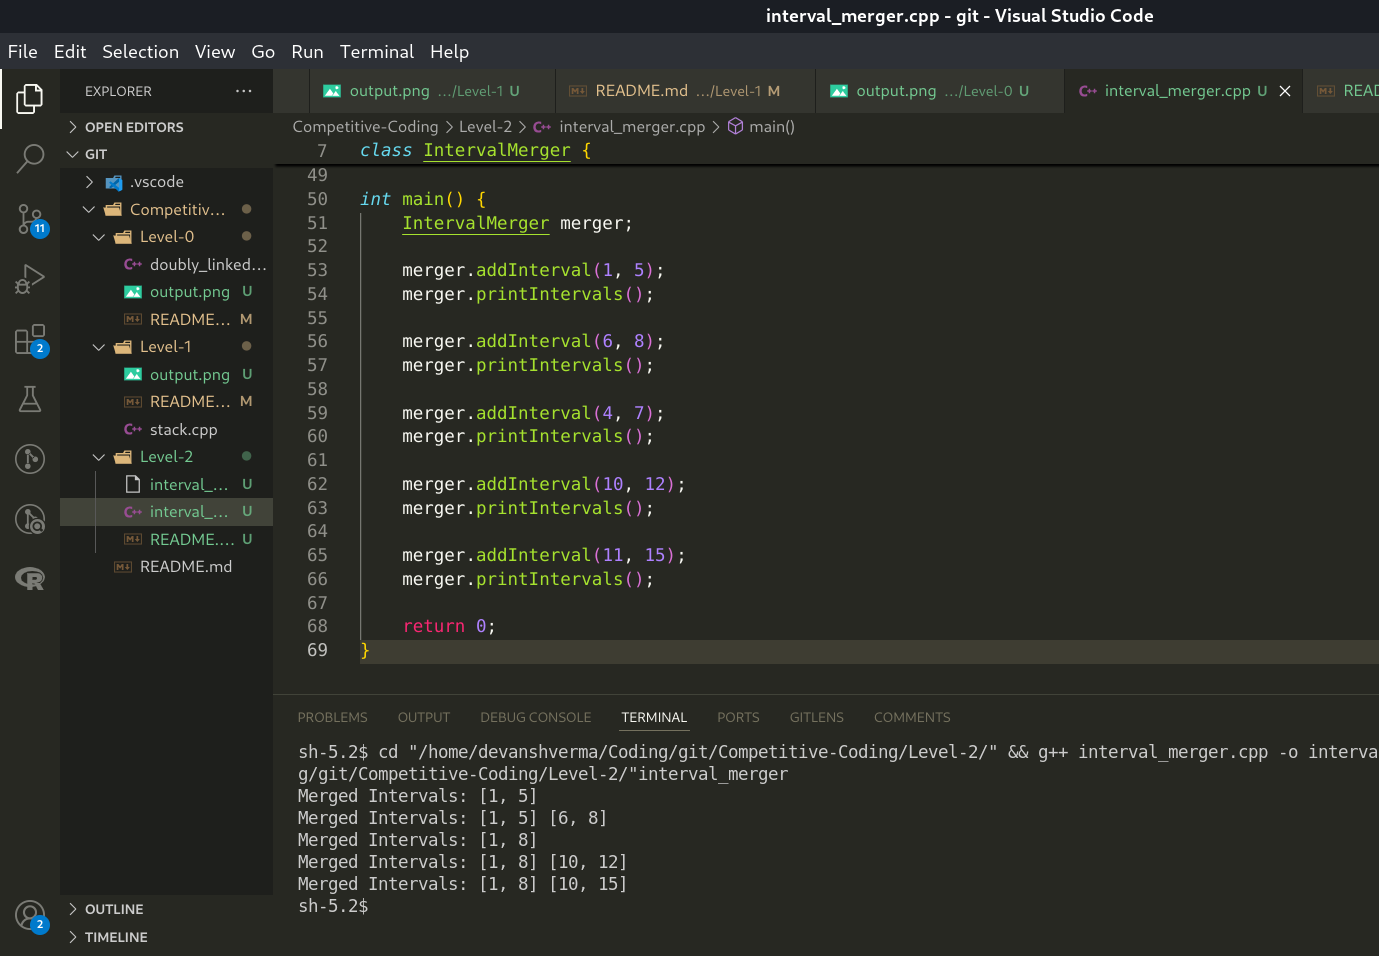 interval_merger.cpp - git - Visual Studio Code
File Edit Selection View Go Run Terminal Help
EXPLORER ...
OPEN EDITORS
GIT
.vscode
Competitiv...
Level-0
doubly_linked...
output.png U
README... M
Level-1
output.png U
README... M
stack.cpp
Level-2
interval_... U
interval_... U
README.... U
README.md
OUTLINE
TIMELINE
11
2
2
output.png .../Level-1 U
README.md .../Level-1 M
output.png .../Level-0 U
interval_merger.cpp U
READ
Competitive-Coding > Level-2 > interval_merger.cpp > main()
7 class IntervalMerger {
49
50 int main() {
51     IntervalMerger merger;
52
53     merger.addInterval(1, 5);
54     merger.printIntervals();
55
56     merger.addInterval(6, 8);
57     merger.printIntervals();
58
59     merger.addInterval(4, 7);
60     merger.printIntervals();
61
62     merger.addInterval(10, 12);
63     merger.printIntervals();
64
65     merger.addInterval(11, 15);
66     merger.printIntervals();
67
68     return 0;
69 }
PROBLEMS OUTPUT DEBUG CONSOLE TERMINAL PORTS GITLENS COMMENTS
sh-5.2$ cd "/home/devanshverma/Coding/git/Competitive-Coding/Level-2/" && g++ interval_merger.cpp -o interva
g/git/Competitive-Coding/Level-2/"interval_merger
Merged Intervals: [1, 5]
Merged Intervals: [1, 5] [6, 8]
Merged Intervals: [1, 8]
Merged Intervals: [1, 8] [10, 12]
Merged Intervals: [1, 8] [10, 15]
sh-5.2$